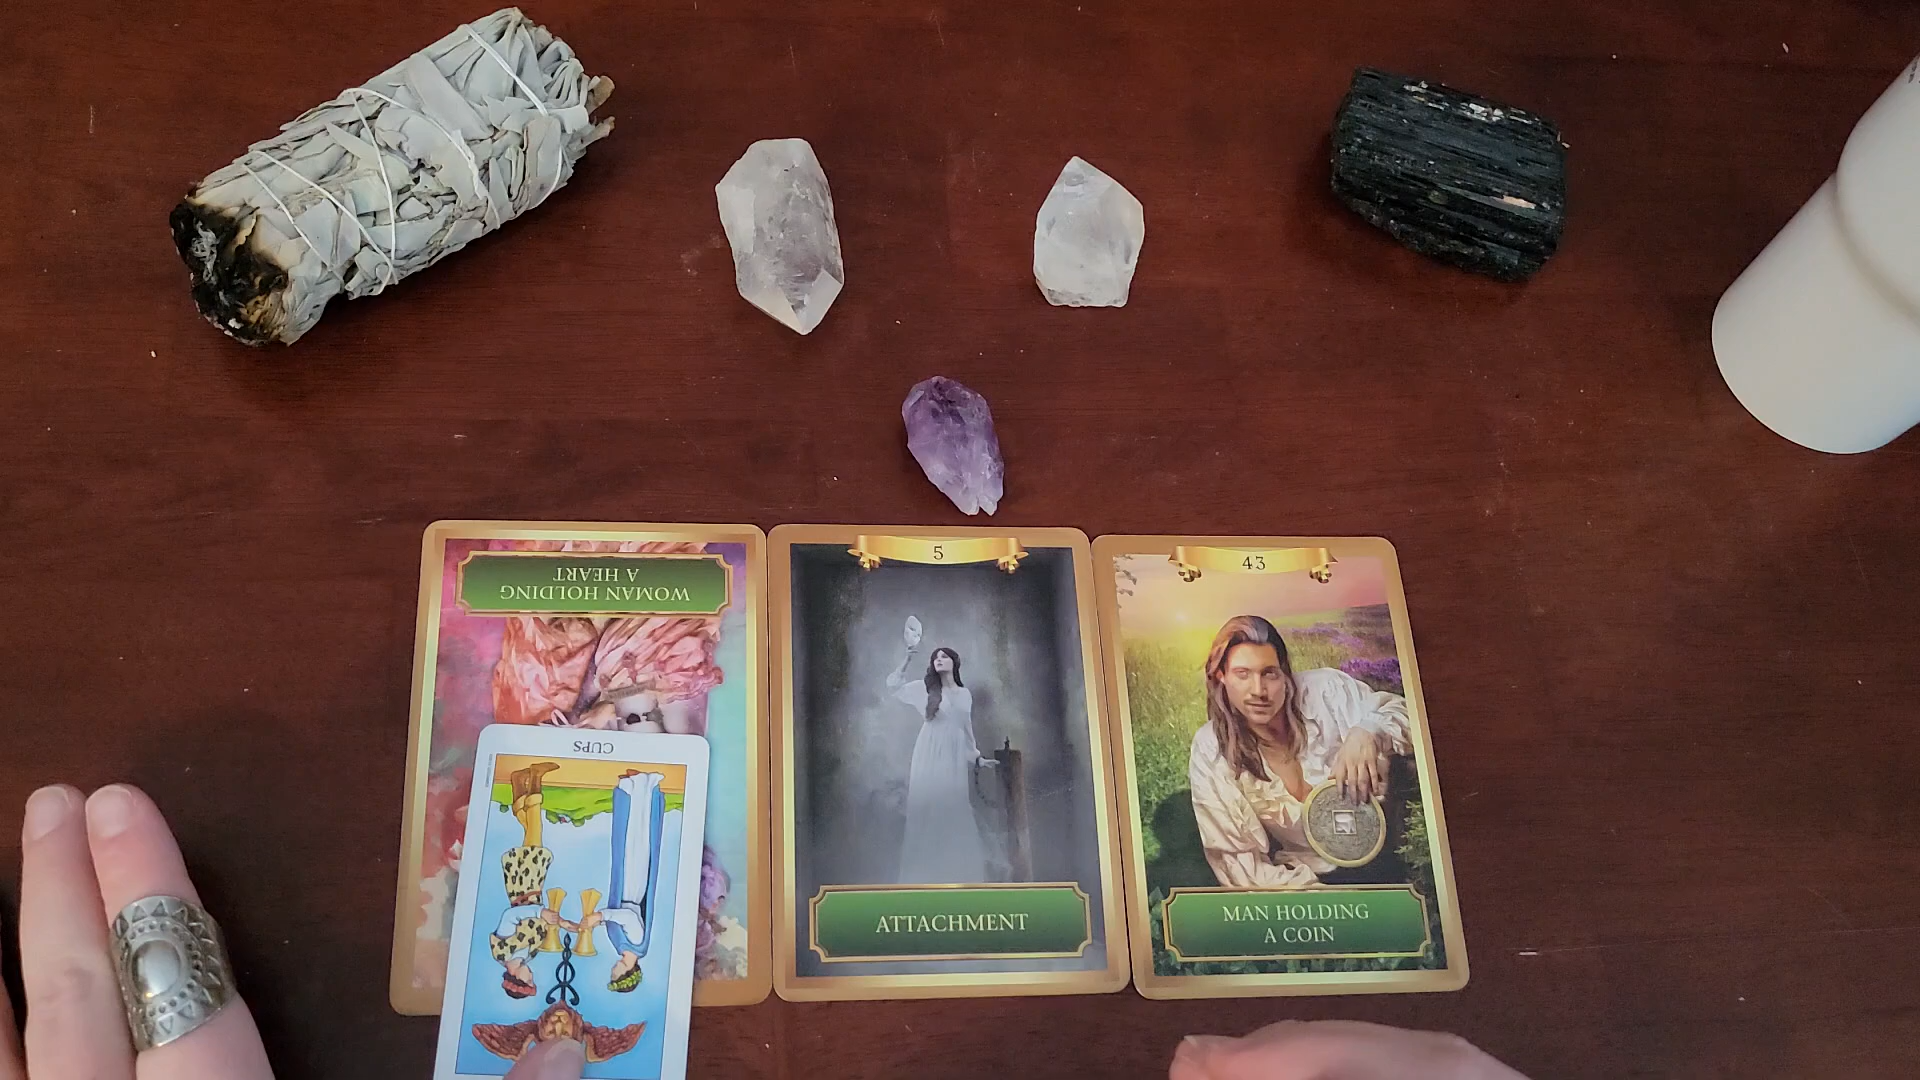 WOMAN HOLDING
A HEART
5
ATTACHMENT
43
MAN HOLDING
A COIN
CUPS